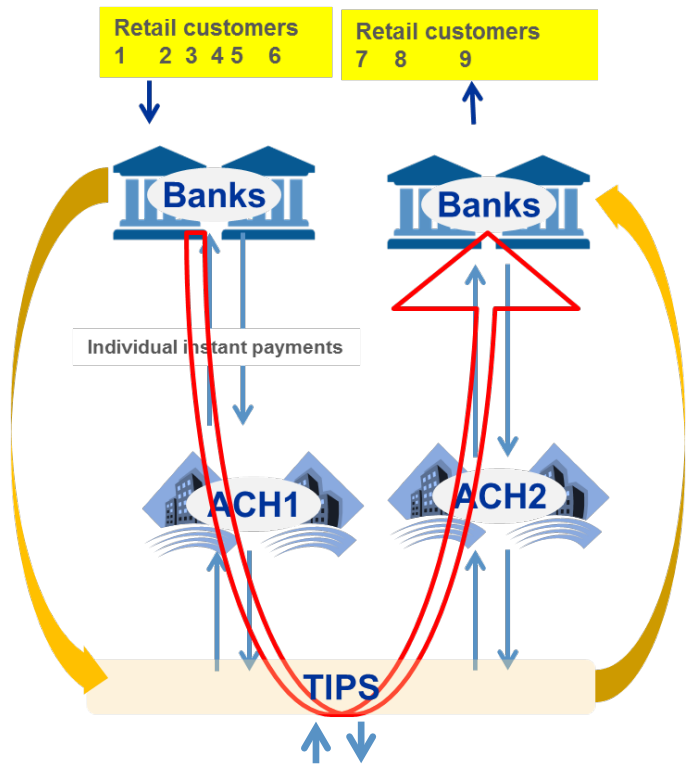 Retail customers
1 2 3 4 5 6
Retail customers
7 8 9
Banks
Banks
Individual instant payments
ACH1
ACH2
TIPS